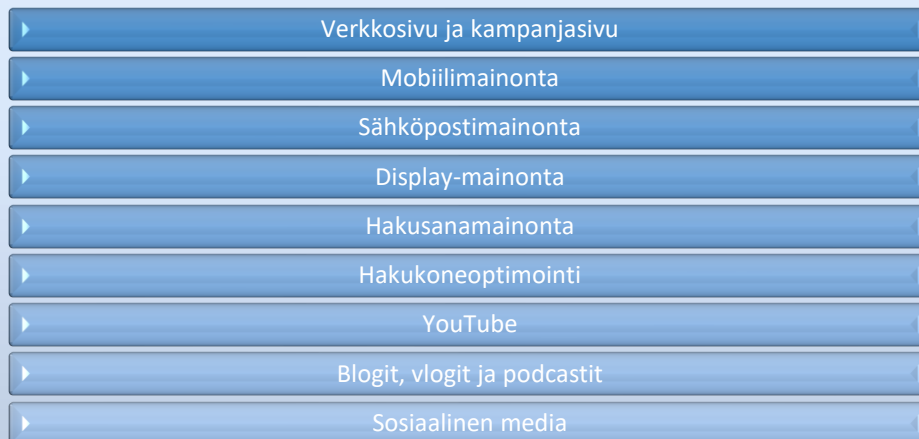 Verkkosivu ja kampanjasivu
Mobiilimainonta
Sähköpostimainonta
Display-mainonta
Hakusanamainonta
Hakukoneoptimointi
YouTube
Blogit, vlogit ja podcastit
Sosiaalinen media